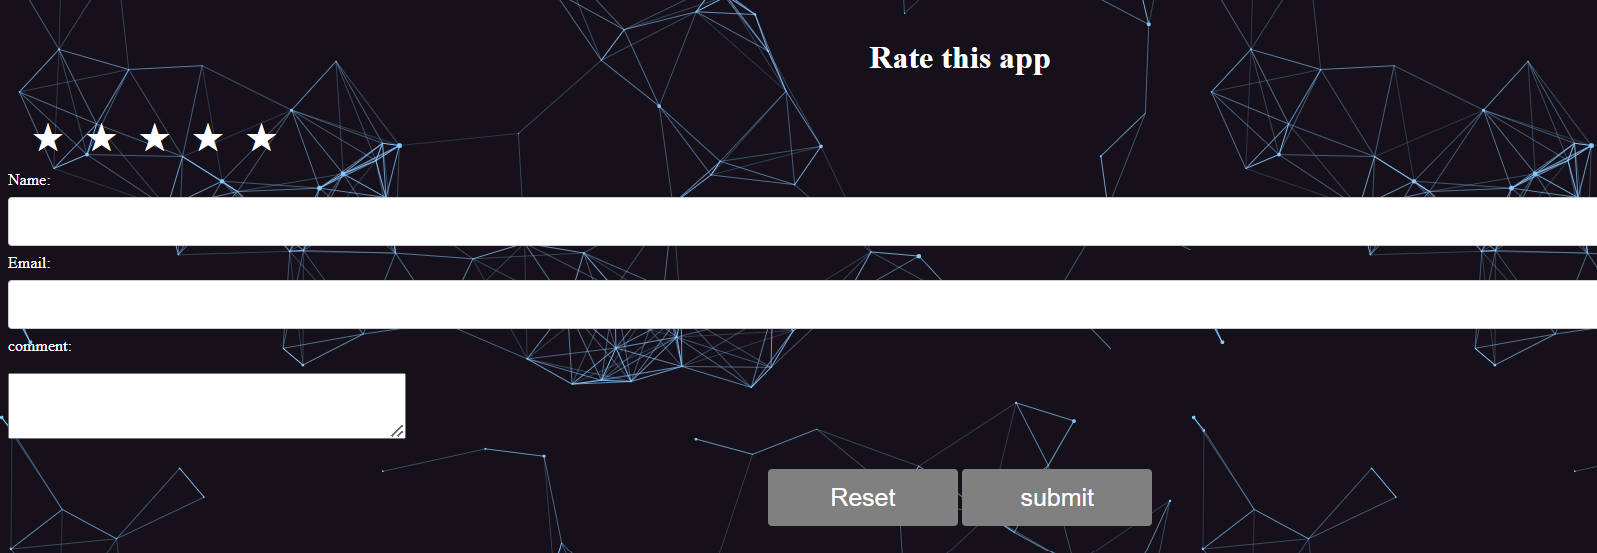 Rate this app
★ ★ ★ ★ ★
Name:
Email:
comment:
Reset submit